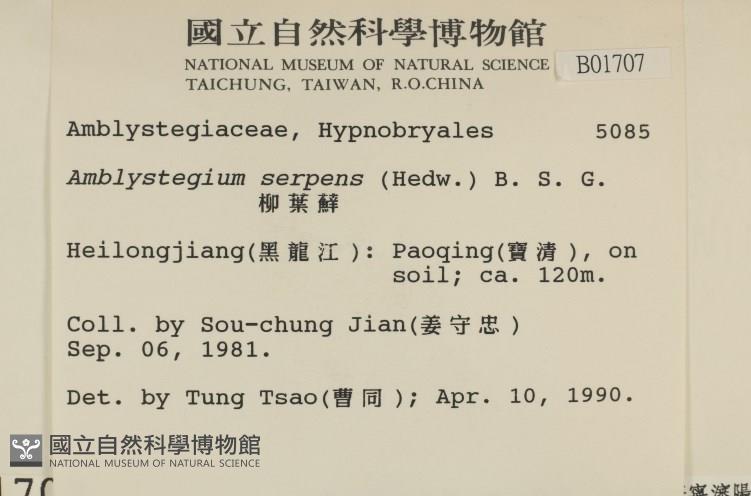 國立自然科學博物館
NATIONAL MUSEUM OF NATURAL SCIENCE
TAICHUNG, TAIWAN, R.O.CHINA
B01707
Amblystegiaceae, Hypnobryales 5085
Amblystegium serpens (Hedw.) B. S. G.
柳葉蘚
Heilongjiang(黑龍江): Paoqing(寶清), on
soil; ca. 120m.
Coll. by Sou-chung Jian(姜守忠)
Sep. 06, 1981.
Det. by Tung Tsao(曹同); Apr. 10, 1990.
國立自然科學博物館
NATIONAL MUSEUM OF NATURAL SCIENCE